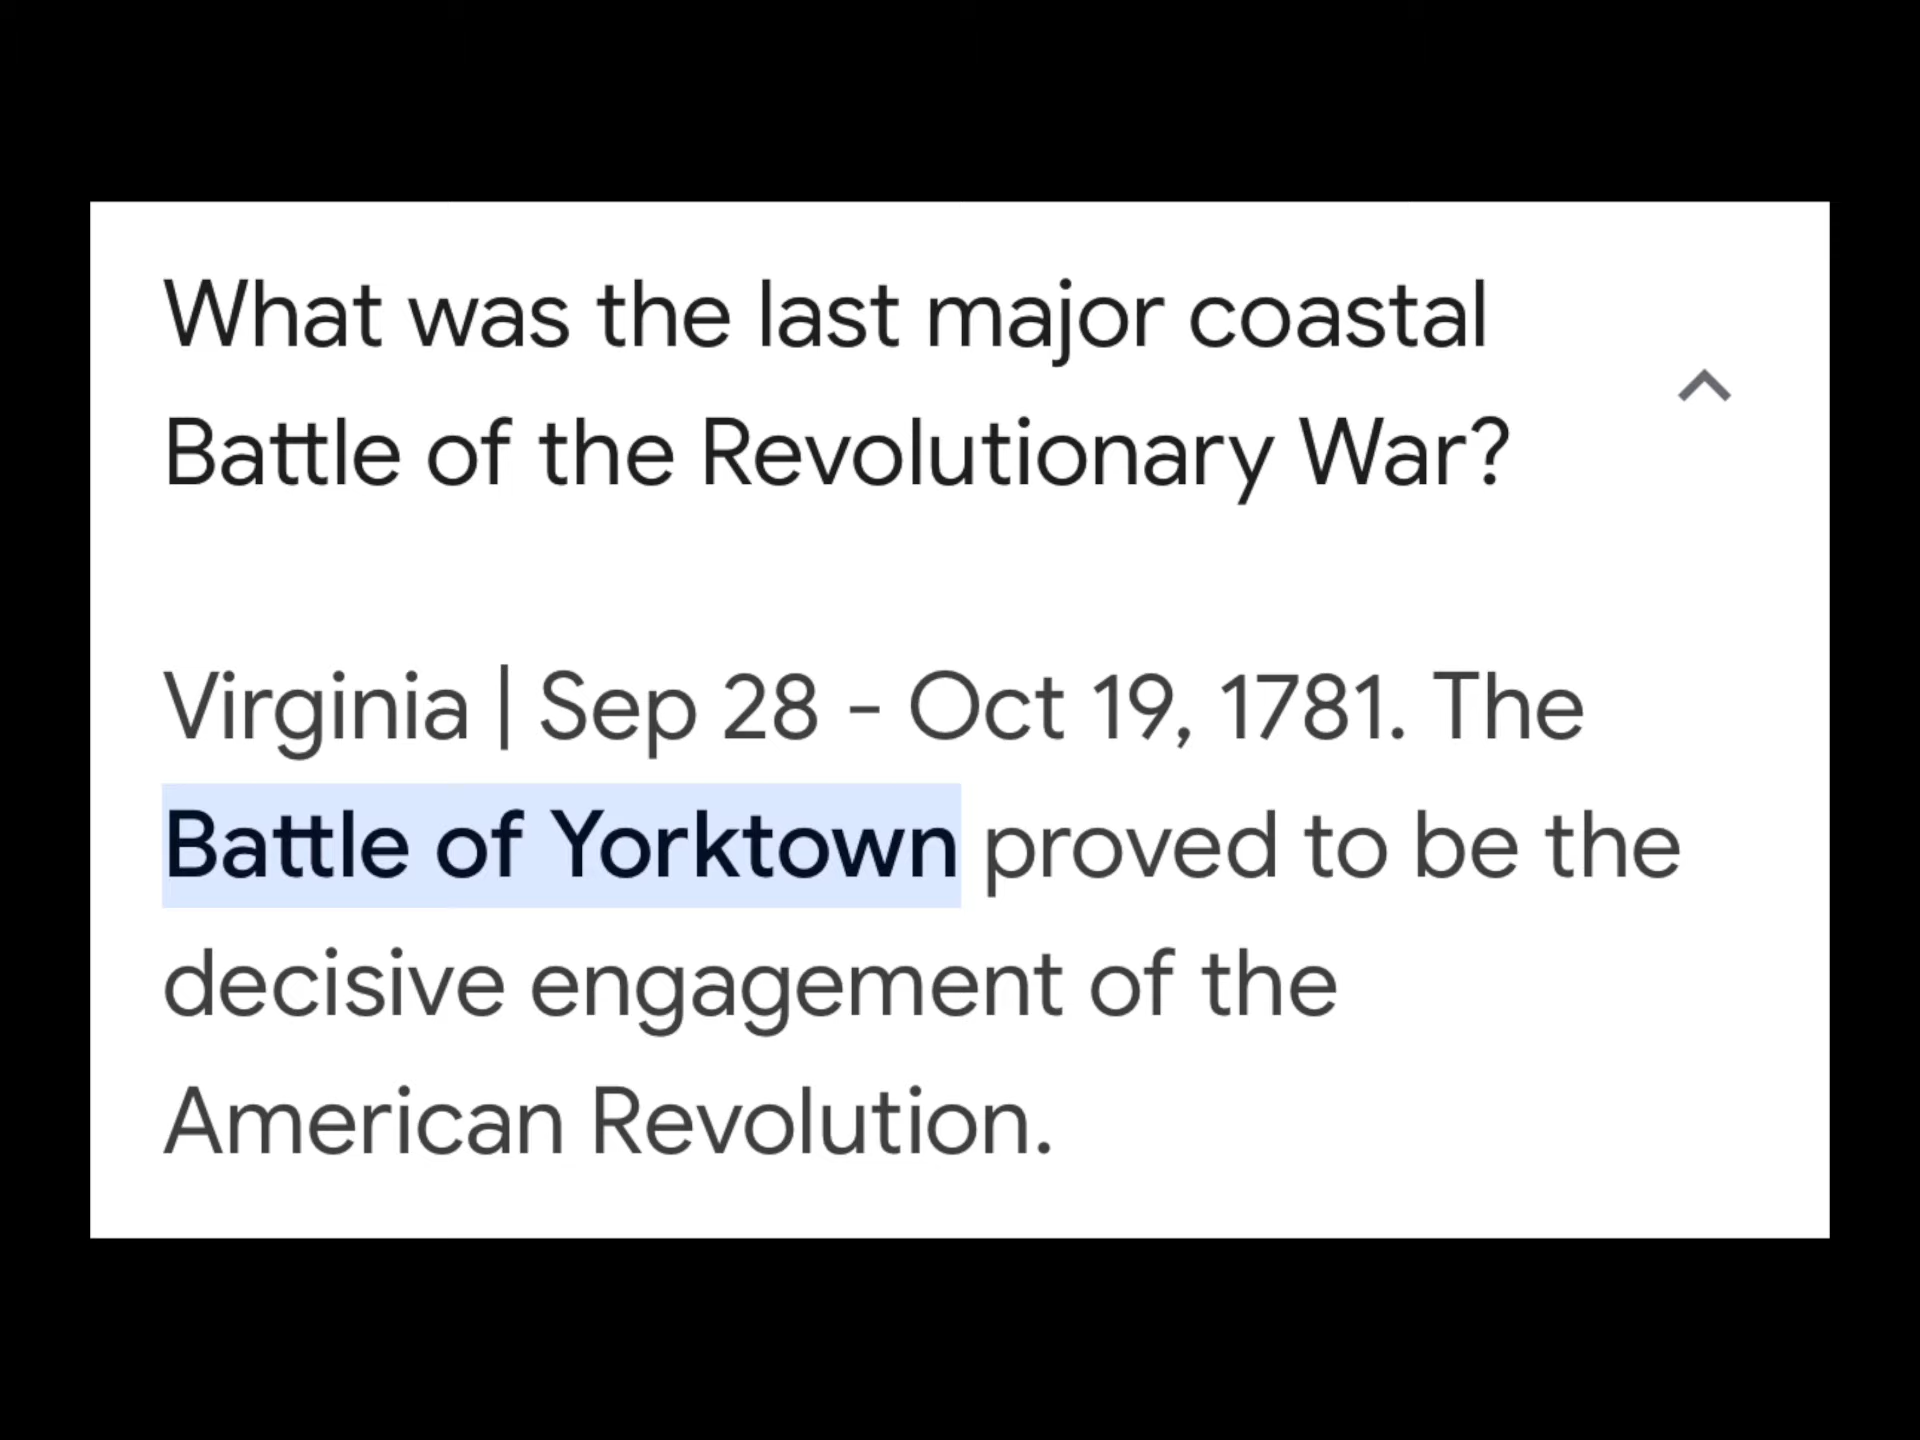 What was the last major coastal
Battle of the Revolutionary War?
Virginia | Sep 28 - Oct 19, 1781. The
Battle of Yorktown proved to be the
decisive engagement of the
American Revolution.